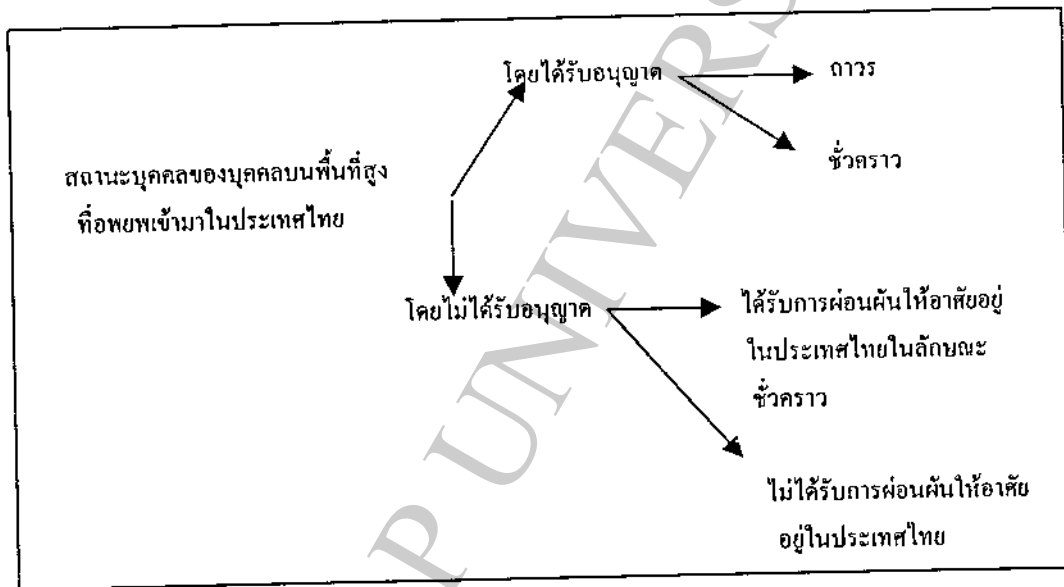 โดยได้รับอนุญาต
ถาวร
ชั่วคราว
สถานะบุคคลของบุคคลบนพื้นที่สูง
ที่อพยพเข้ามาในประเทศไทย
โดยไม่ได้รับอนุญาต
ได้รับการผ่อนผันให้อาศัยอยู่
ในประเทศไทยในลักษณะ
ชั่วคราว
ไม่ได้รับการผ่อนผันให้อาศัย
อยู่ในประเทศไทย
P UNIVERS